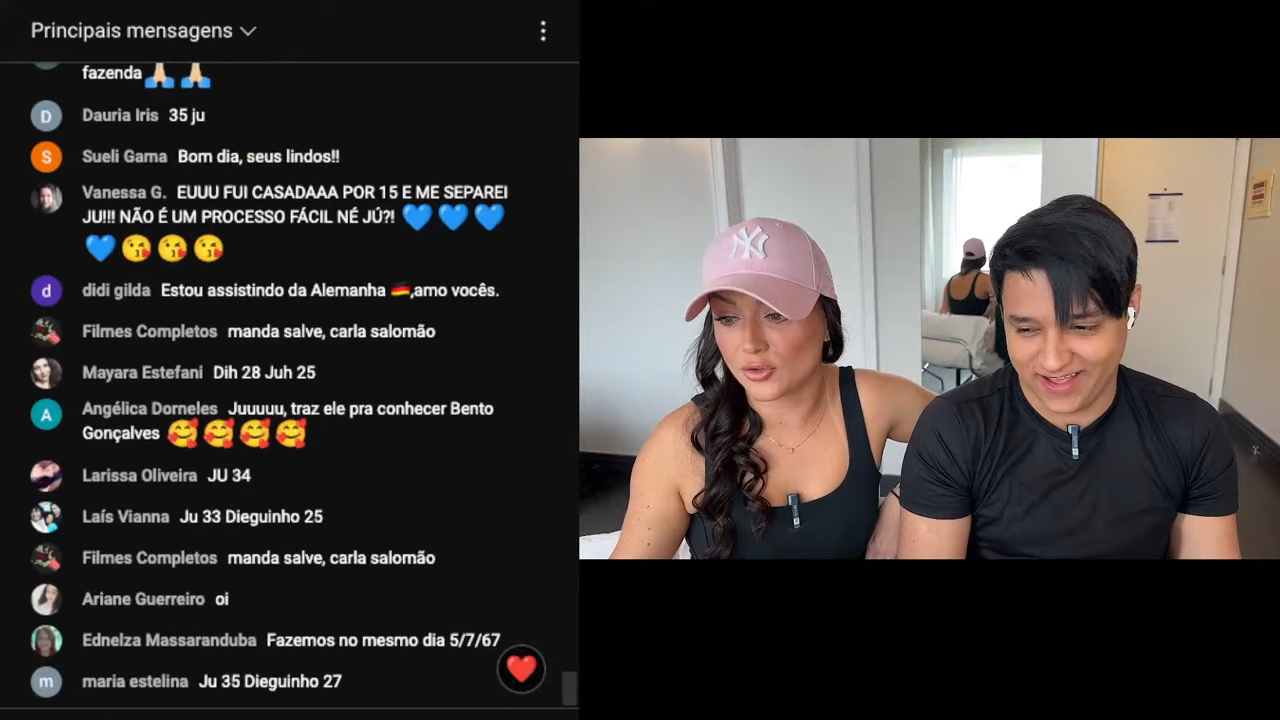 Principais mensagens
fazenda🙏🏻 🙏🏻
D Dauria Iris 35 ju
S Sueli Gama Bom dia, seus lindos!!
Vanessa G. EUUU FUI CASADAAA POR 15 E ME SEPAREI
JU!!! NÃO É UM PROCESSO FÁCIL NÉ JÚ?! 💙 💙 💙
💙 😘 😘 😘
d didi gilda Estou assistindo da Alemanha 🇩🇪,amo vocês.
Filmes Completos manda salve, carla salomão
Mayara Estefani Dih 28 Juh 25
A Angélica Dorneles Juuuuu, traz ele pra conhecer Bento
Gonçalves 🥰 🥰 🥰 🥰
Larissa Oliveira JU 34
Laís Vianna Ju 33 Dieguinho 25
Filmes Completos manda salve, carla salomão
Ariane Guerreiro oi
Ednelza Massaranduba Fazemos no mesmo dia 5/7/67
m maria estelina Ju 35 Dieguinho 27
NY